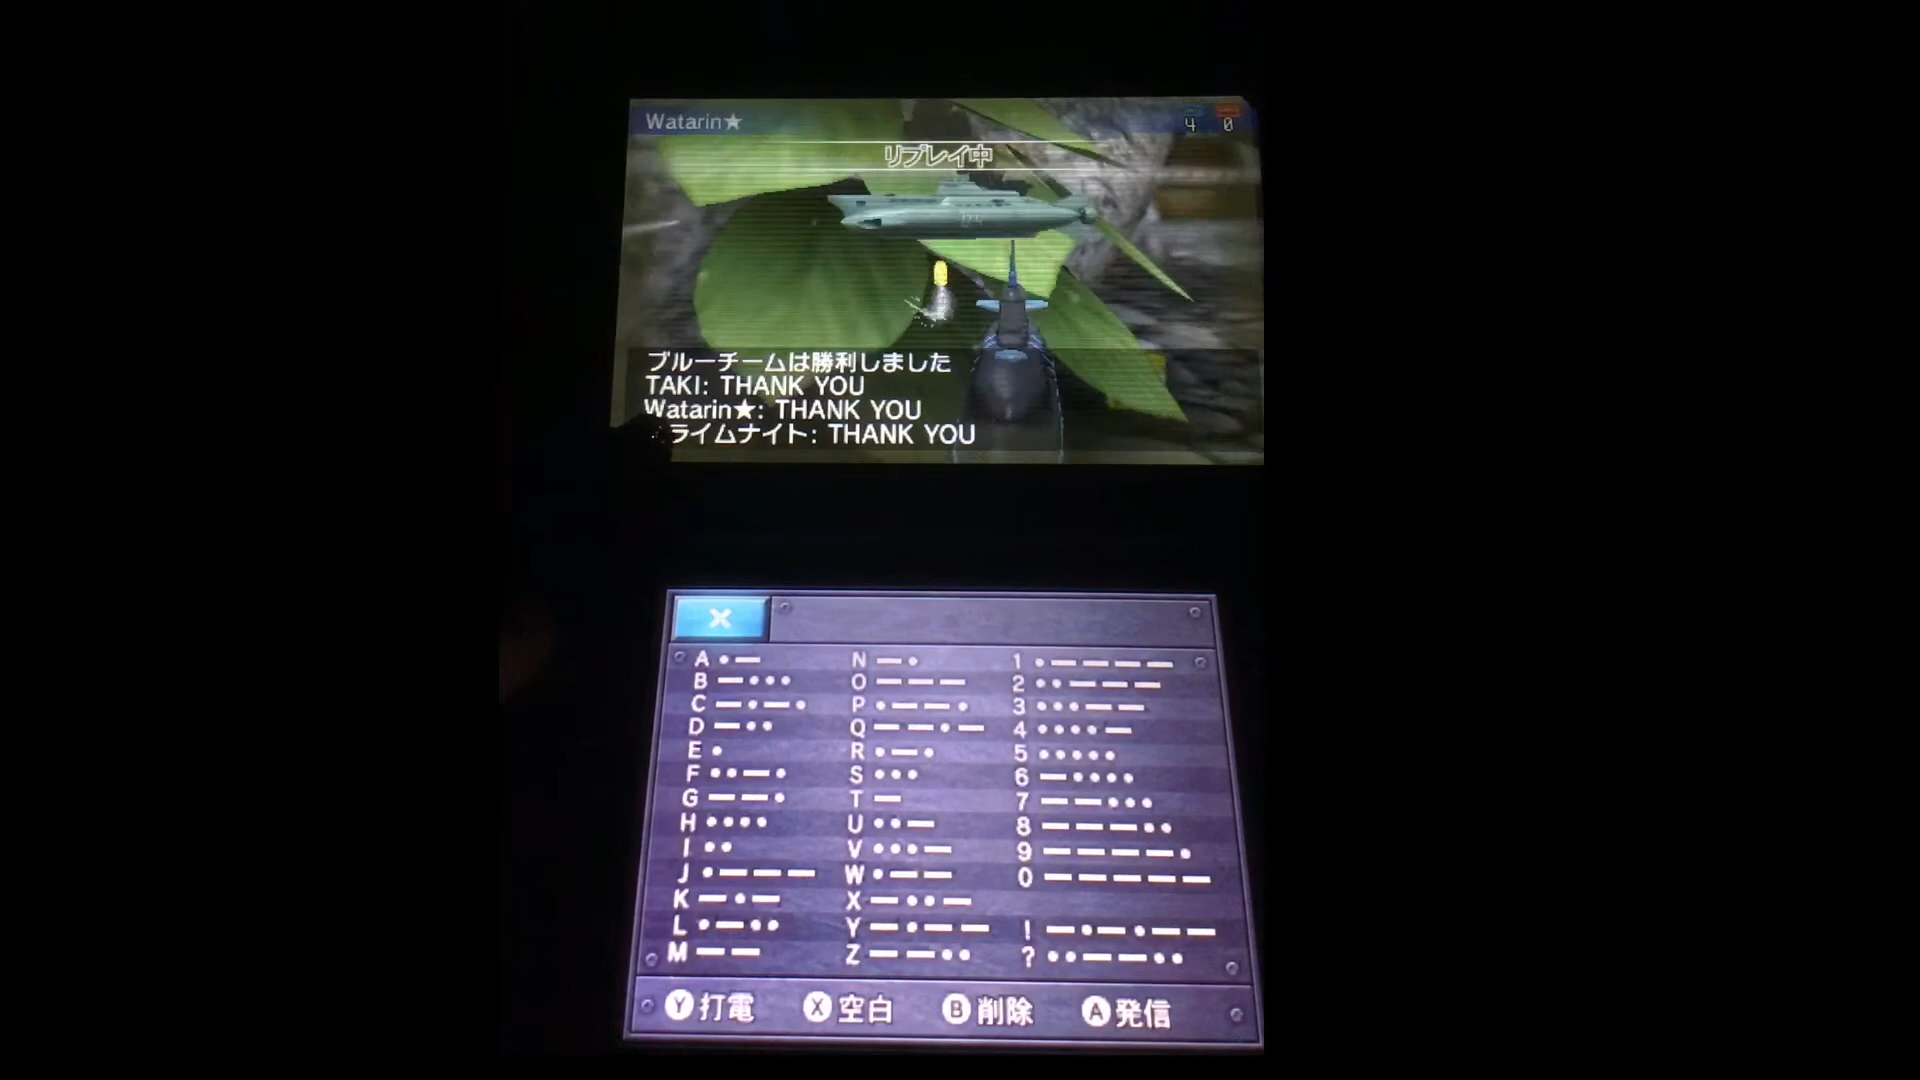 Watarin★
4 0
リプレイ中
ブルーチームは勝利しました
TAKI: THANK YOU
Watarin★: THANK YOU
ライムナイト: THANK YOU
×
A •—
B —•••
C —•—•
D —••
E •
F ••—•
G ——•
H ••••
I ••
J •———
K —•—
L •—••
M ——
N —•
O ———
P •——•
Q ——•—
R •—•
S •••
T —
U ••—
V •••—
W •——
X —••—
Y —•——
Z ——••
1 •————
2 ••———
3 •••——
4 ••••—
5 •••••
6 —••••
7 ——•••
8 ———••
9 ————•
0 —————
! —•—•——
? ••——••
Y 打電 X 空白 B 削除 A 発信